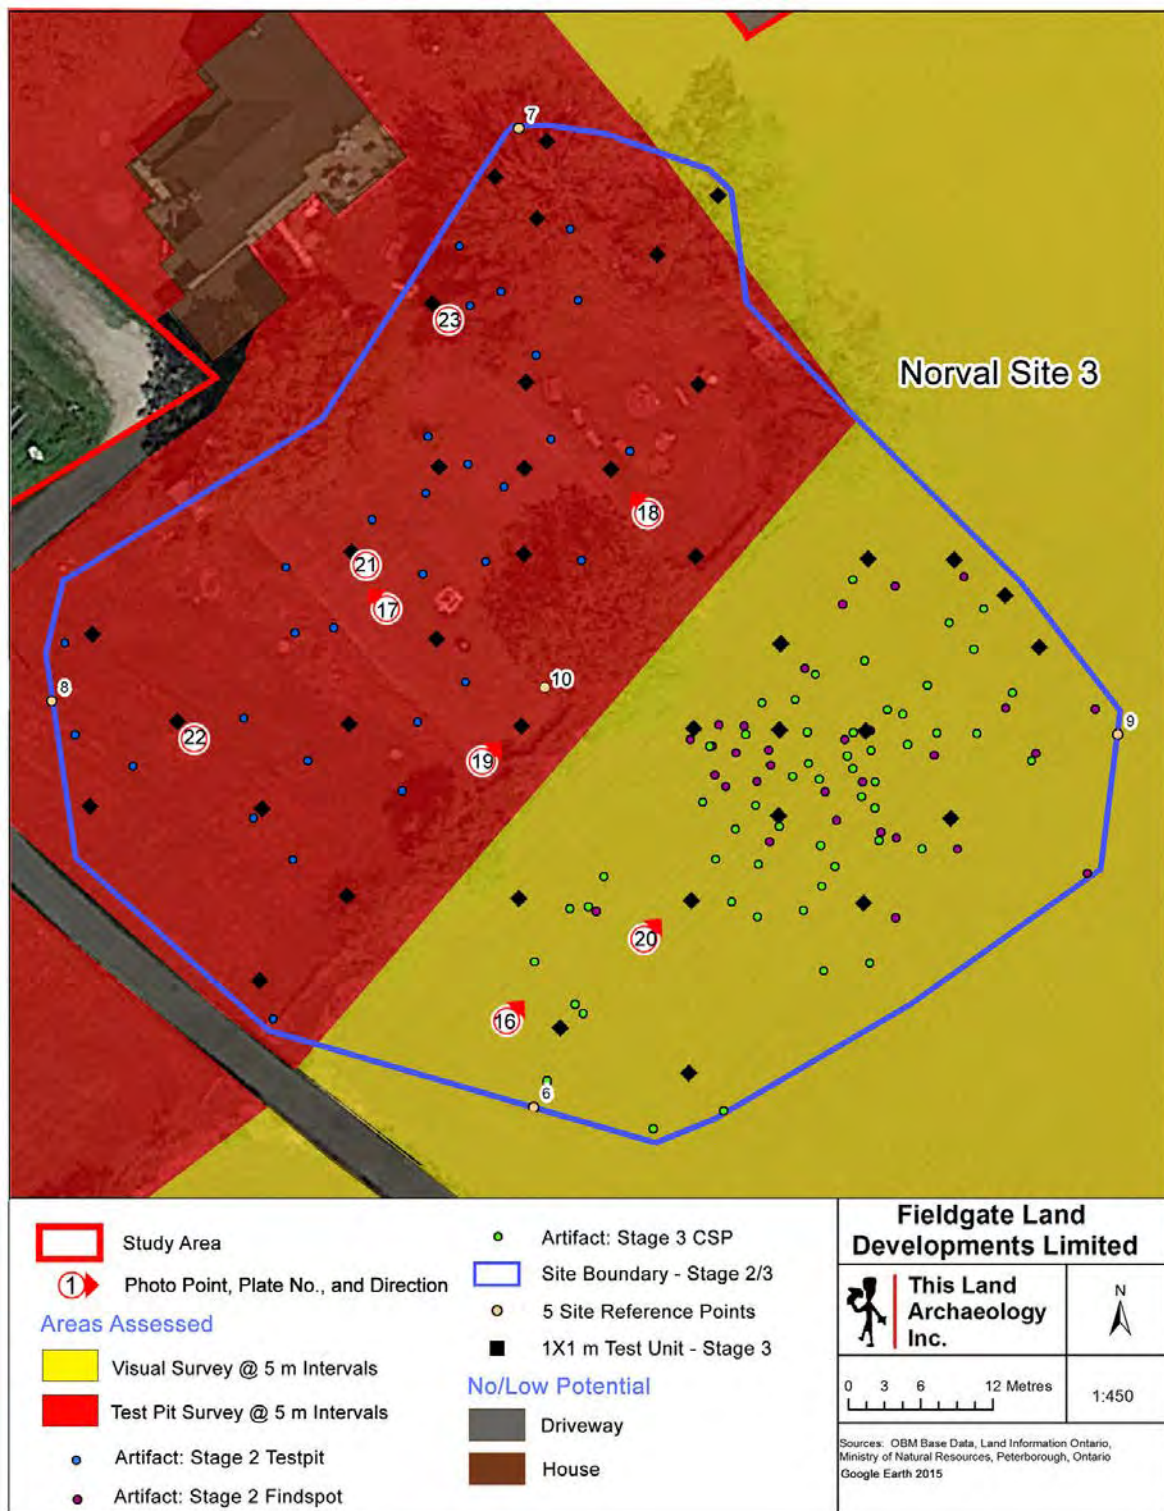 7
23
Norval Site 3
18
21
17
10
8
22
19
9
20
16
6
Study Area
1 Photo Point, Plate No., and Direction
Areas Assessed
Visual Survey @ 5 m Intervals
Test Pit Survey @ 5 m Intervals
Artifact: Stage 2 Testpit
Artifact: Stage 2 Findspot
Artifact: Stage 3 CSP
Site Boundary - Stage 2/3
5 Site Reference Points
1X1 m Test Unit - Stage 3
No/Low Potential
Driveway
House
Fieldgate Land
Developments Limited
This Land
Archaeology
Inc.
N
0 3 6 12 Metres
1:450
Sources: OBM Base Data, Land Information Ontario,
Ministry of Natural Resources, Peterborough, Ontario
Google Earth 2015